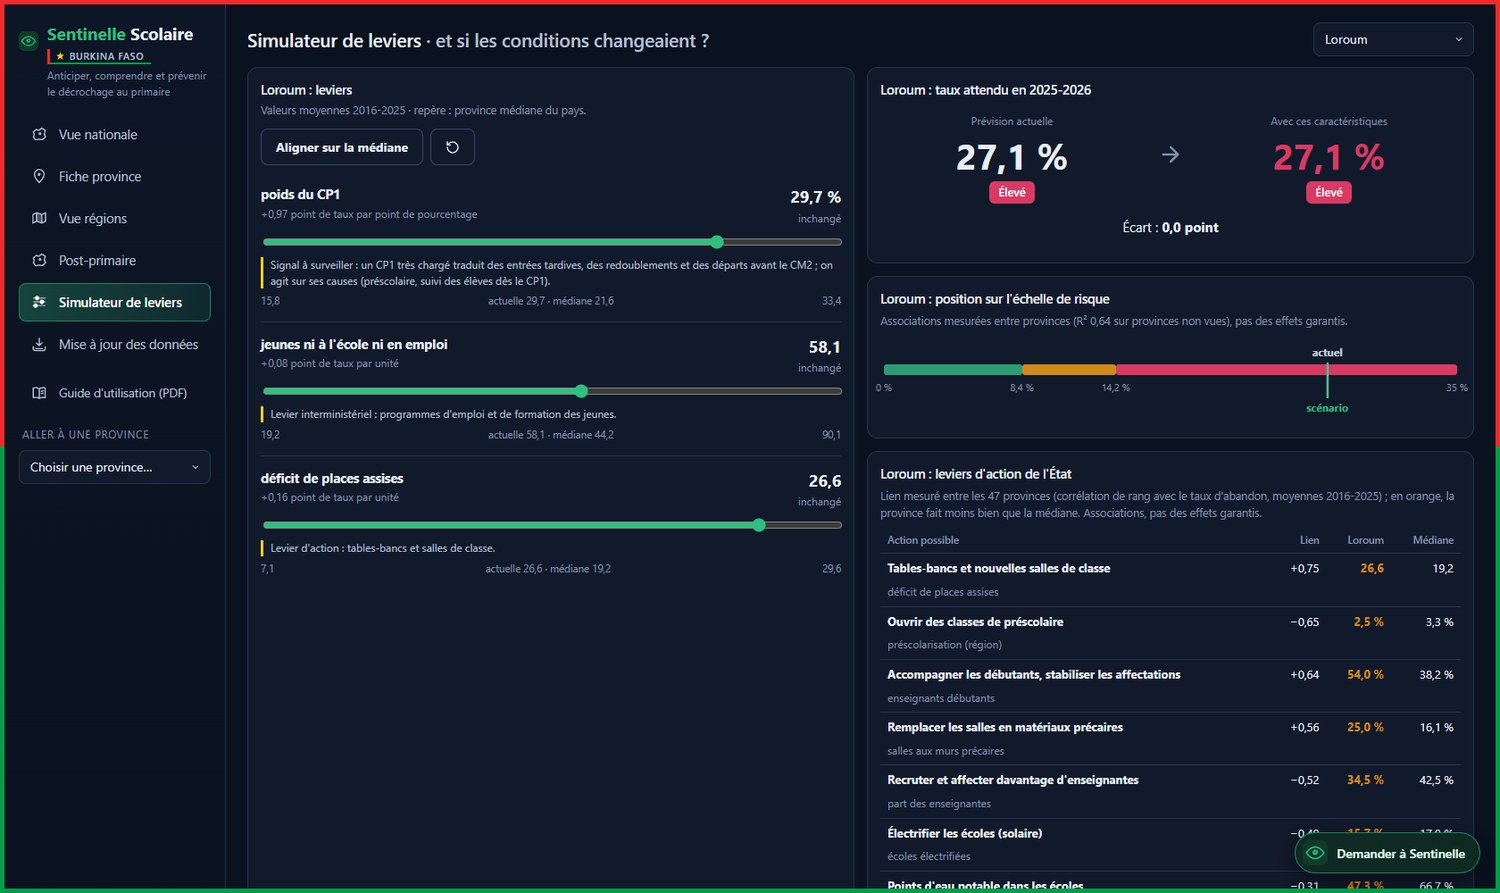 Sentinelle Scolaire
★ BURKINA FASO
Anticiper, comprendre et prévenir
le décrochage au primaire
Vue nationale
Fiche province
Vue régions
Post-primaire
Simulateur de leviers
Mise à jour des données
Guide d'utilisation (PDF)
ALLER À UNE PROVINCE
Choisir une province...
Simulateur de leviers · et si les conditions changeaient ?
Loroum
Loroum : leviers
Valeurs moyennes 2016-2025 · repère : province médiane du pays.
Aligner sur la médiane
poids du CP1
29,7 %
+0,97 point de taux par point de pourcentage
inchangé
Signal à surveiller : un CP1 très chargé traduit des entrées tardives, des redoublements et des départs avant le CM2 ; on
agit sur ses causes (préscolaire, suivi des élèves dès le CP1).
15,8
actuelle 29,7 · médiane 21,6
33,4
jeunes ni à l'école ni en emploi
58,1
+0,08 point de taux par unité
inchangé
Levier interministériel : programmes d'emploi et de formation des jeunes.
19,2
actuelle 58,1 · médiane 44,2
90,1
déficit de places assises
26,6
+0,16 point de taux par unité
inchangé
Levier d'action : tables-bancs et salles de classe.
7,1
actuelle 26,6 · médiane 19,2
29,6
Loroum : taux attendu en 2025-2026
Prévision actuelle
Avec ces caractéristiques
27,1 %
27,1 %
Élevé
Élevé
Écart : 0,0 point
Loroum : position sur l'échelle de risque
Associations mesurées entre provinces (R² 0,64 sur provinces non vues), pas des effets garantis.
actuel
0 %
8,4 %
14,2 %
35 %
scénario
Loroum : leviers d'action de l'État
Lien mesuré entre les 47 provinces (corrélation de rang avec le taux d'abandon, moyennes 2016-2025) ; en orange, la
province fait moins bien que la médiane. Associations, pas des effets garantis.
Action possible Lien Loroum Médiane
Tables-bancs et nouvelles salles de classe +0,75 26,6 19,2
déficit de places assises
Ouvrir des classes de préscolaire −0,65 2,5 % 3,3 %
préscolarisation (région)
Accompagner les débutants, stabiliser les affectations +0,64 54,0 % 38,2 %
enseignants débutants
Remplacer les salles en matériaux précaires +0,56 25,0 % 16,1 %
salles aux murs précaires
Recruter et affecter davantage d'enseignantes −0,52 34,5 % 42,5 %
part des enseignantes
Électrifier les écoles (solaire)
écoles électrifiées
Demander à Sentinelle
Points d'eau potable dans les écoles −0,31 47,3 % 66,7 %